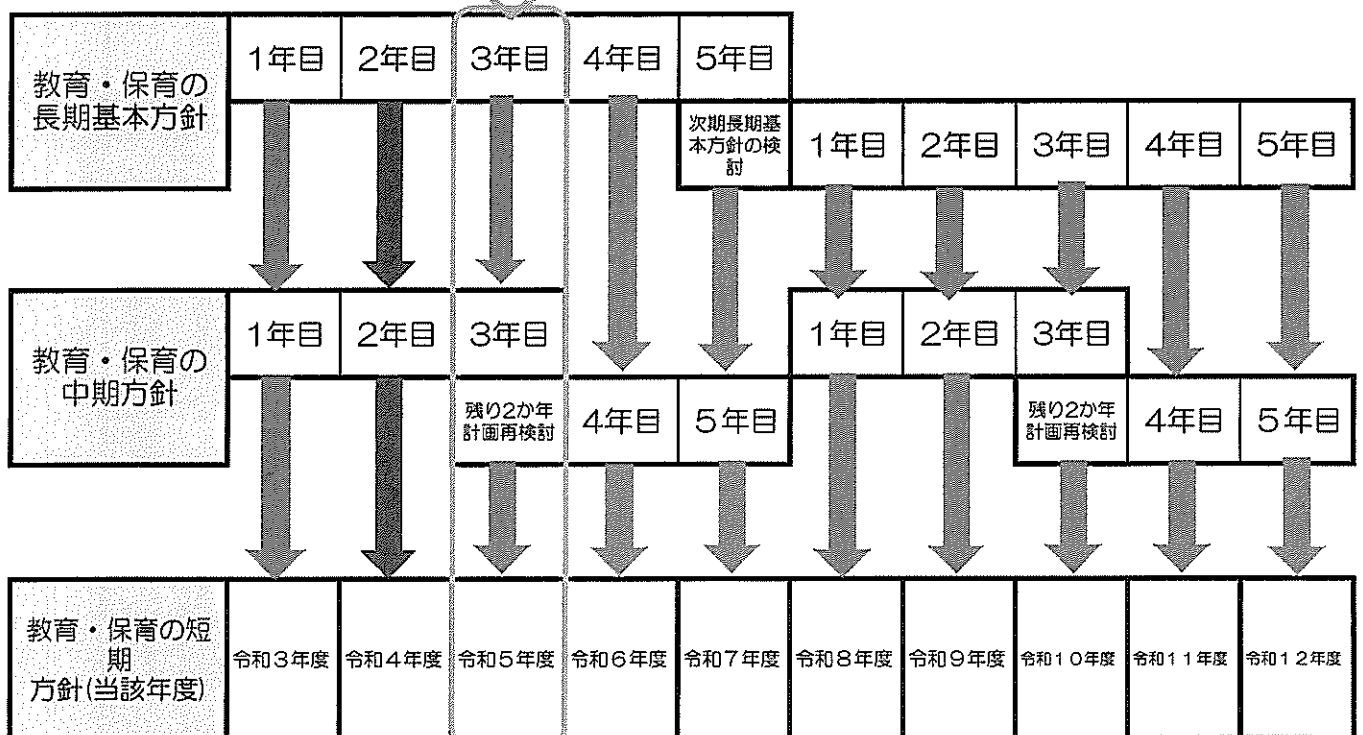 教育・保育の
長期基本方針
1年目
2年目
3年目
4年目
5年目
次期長期基
本方針の検
討
1年目
2年目
3年目
4年目
5年目
教育・保育の
中期方針
1年目
2年目
3年目
1年目
2年目
3年目
残り2か年
計画再検討
4年目
5年目
残り2か年
計画再検討
4年目
5年目
教育・保育の短
期
方針(当該年度)
令和3年度
令和4年度
令和5年度
令和6年度
令和7年度
令和8年度
令和9年度
令和10年度
令和11年度
令和12年度